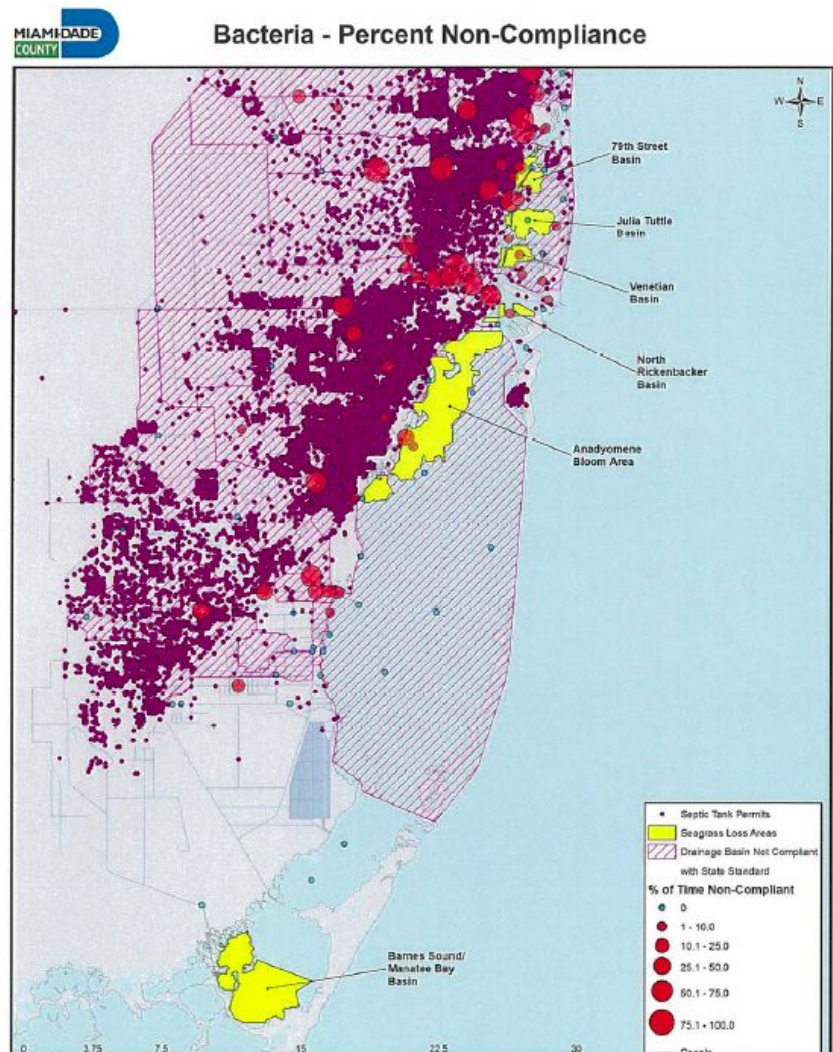 MIAMI-DADE
COUNTY
Bacteria - Percent Non-Compliance
N
W E
S
79th Street
Basin
Julia Tuttle
Basin
Venetian
Basin
North
Rickenbacker
Basin
Anadyomene
Bloom Area
Barnes Sound/
Manatee Bay
Basin
Septic Tank Permits
Seagrass Loss Areas
Drainage Basin Not Compliant
with State Standard
% of Time Non-Compliant
0
1 - 10.0
10.1 - 25.0
25.1 - 50.0
50.1 - 75.0
75.1 - 100.0
0 3.75 7.5 15 22.5 30